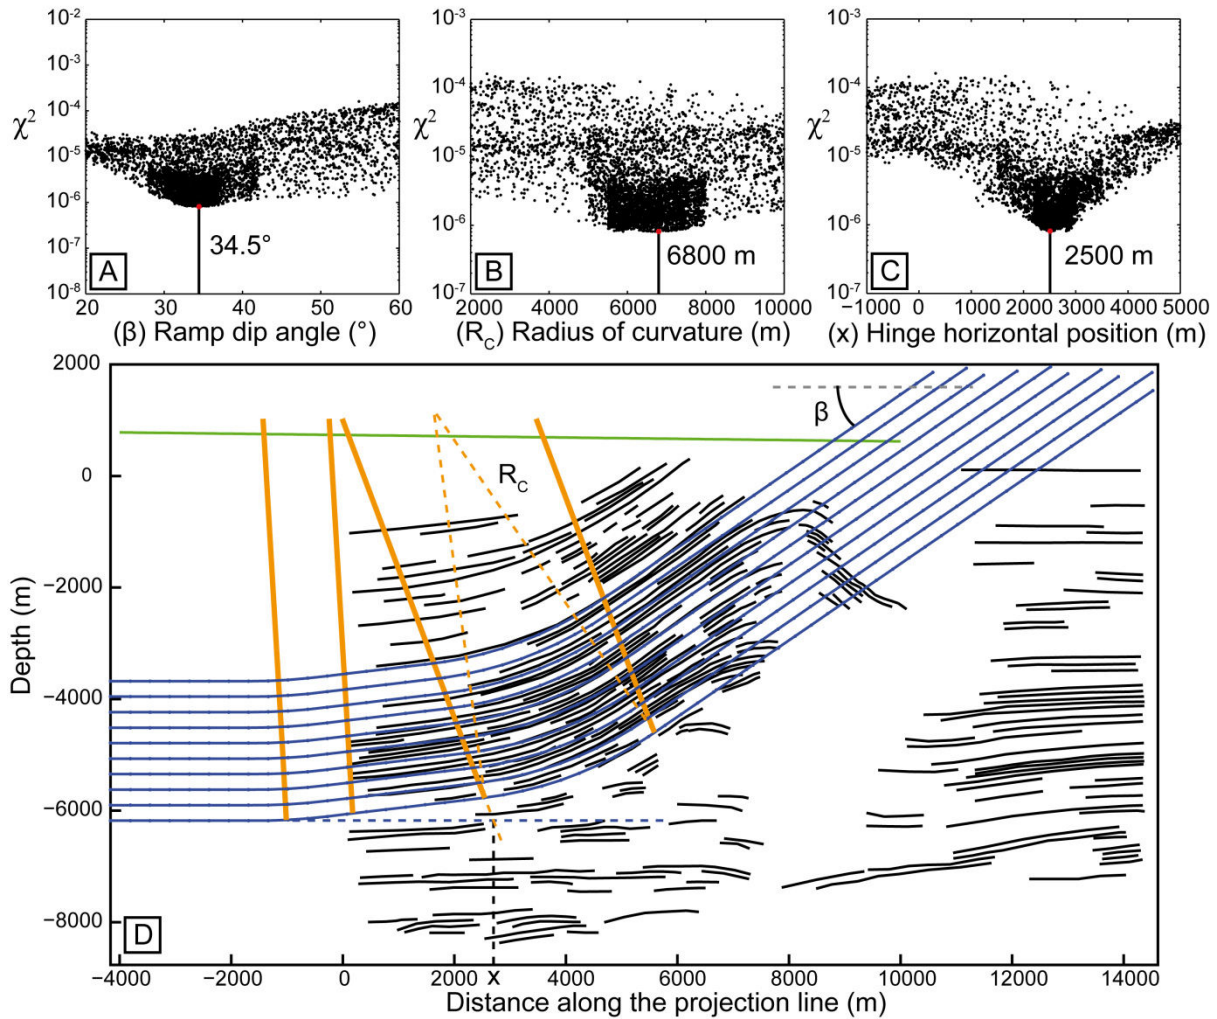 10⁻²
10⁻³
10⁻⁴
χ²
10⁻⁵
10⁻⁶
10⁻⁷
10⁻⁸
34.5°
A
20 30 40 50 60
(β) Ramp dip angle (°)
10⁻³
10⁻⁴
χ²
10⁻⁵
10⁻⁶
10⁻⁷
6800 m
B
2000 4000 6000 8000 10000
(R_C) Radius of curvature (m)
10⁻³
10⁻⁴
χ²
10⁻⁵
10⁻⁶
10⁻⁷
2500 m
C
−1000 0 1000 2000 3000 4000 5000
(x) Hinge horizontal position (m)
2000
0
−2000
−4000
−6000
−8000
Depth (m)
β
R_C
D
−4000 −2000 0 2000 x 4000 6000 8000 10000 12000 14000
Distance along the projection line (m)